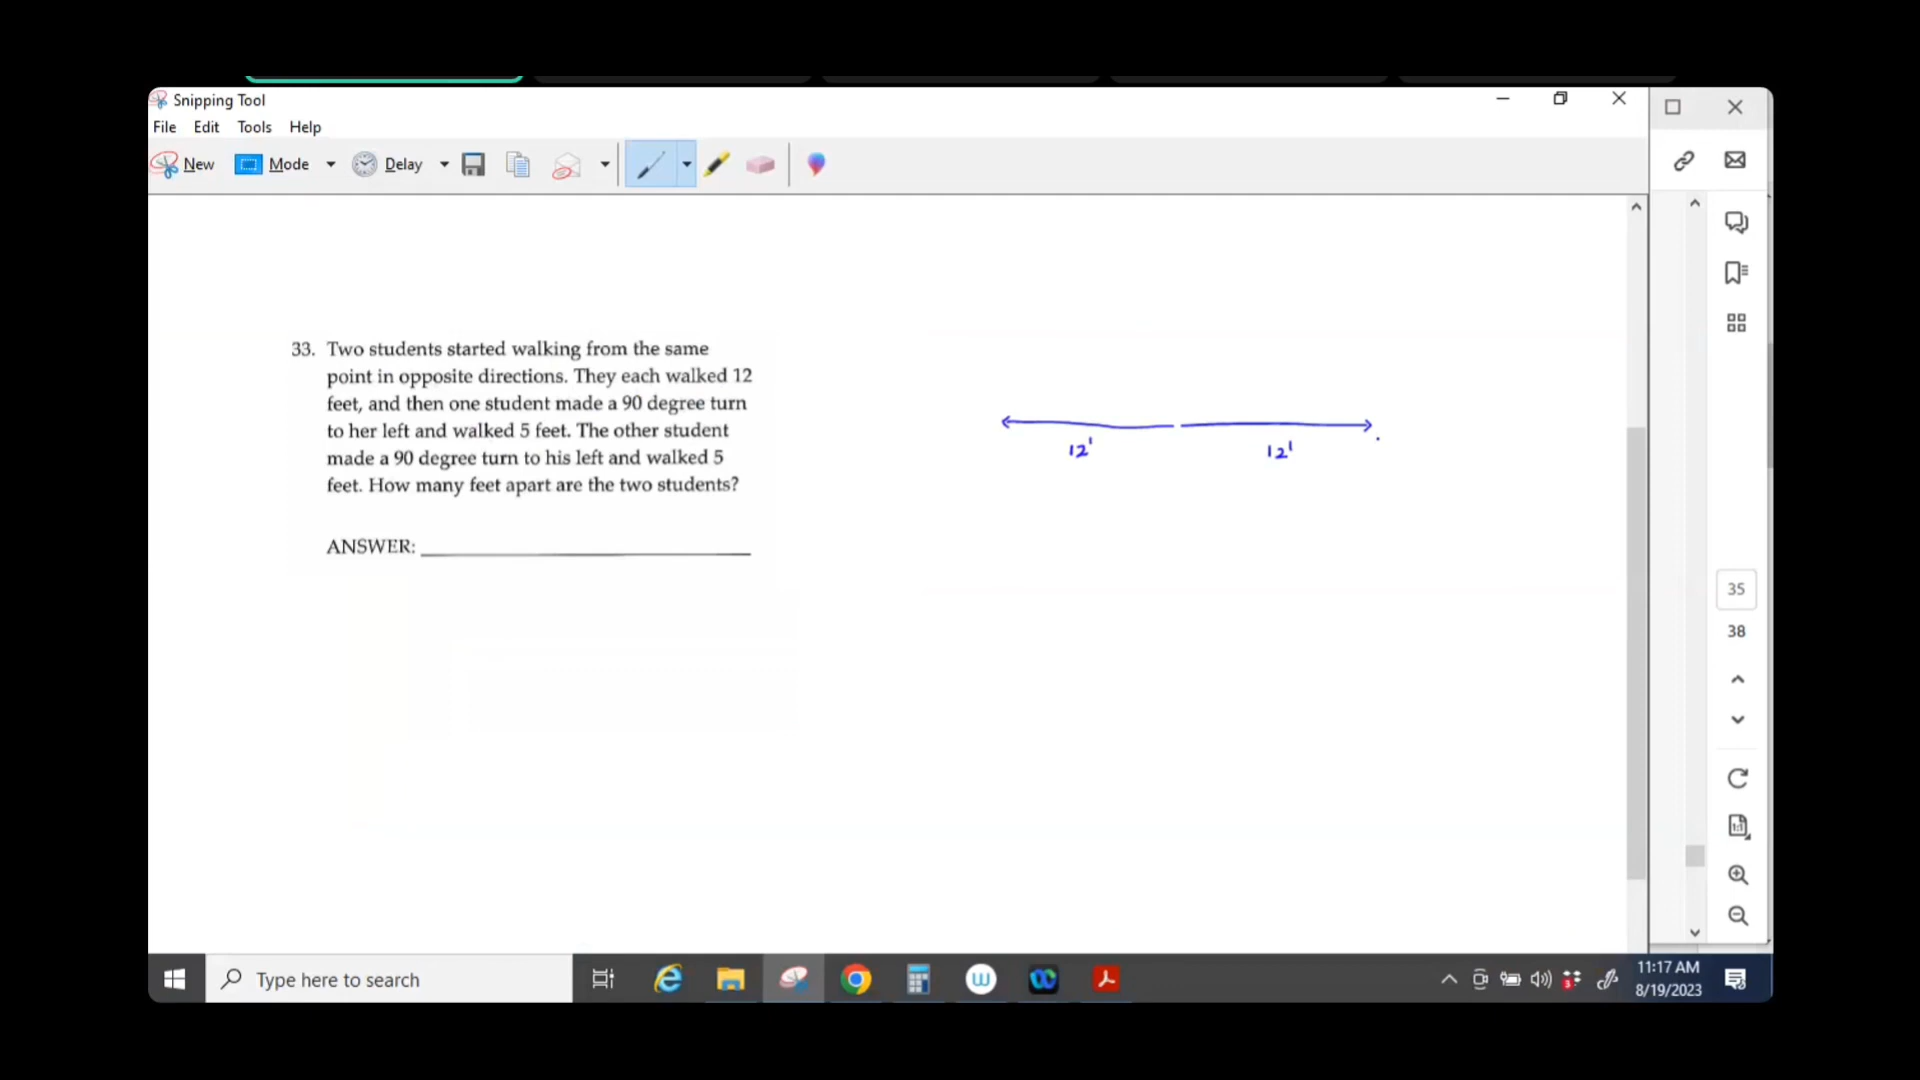 Snipping Tool
File Edit Tools Help
New Mode Delay
33. Two students started walking from the same
point in opposite directions. They each walked 12
feet, and then one student made a 90 degree turn
to her left and walked 5 feet. The other student
made a 90 degree turn to his left and walked 5
feet. How many feet apart are the two students?
ANSWER:
12' 12'
35
38
Type here to search
11:17 AM
8/19/2023